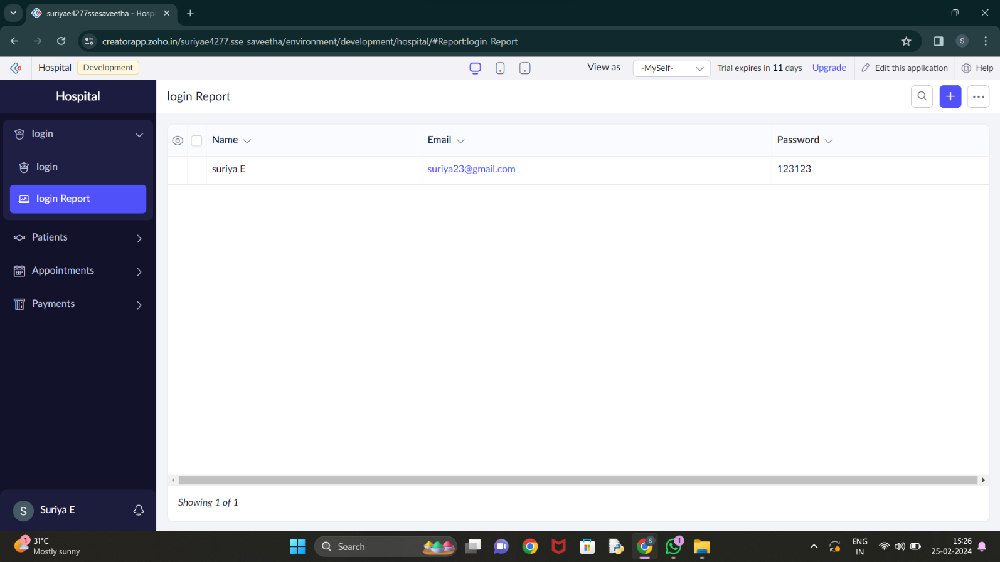 suriyae4277ssesaveetha - Hosp
creatorapp.zoho.in/suriyae4277.sse_saveetha/environment/development/hospital/#Report:login_Report
S
Hospital Development View as -MySelf- Trial expires in 11 days Upgrade Edit this application Help
Hospital
login Report
login
Name Email Password
login
suriya E suriya23@gmail.com 123123
login Report
Patients
Appointments
Payments
Showing 1 of 1
S Suriya E
1 31°C
Mostly sunny
Search
S
1
ENG
IN
15:26
25-02-2024